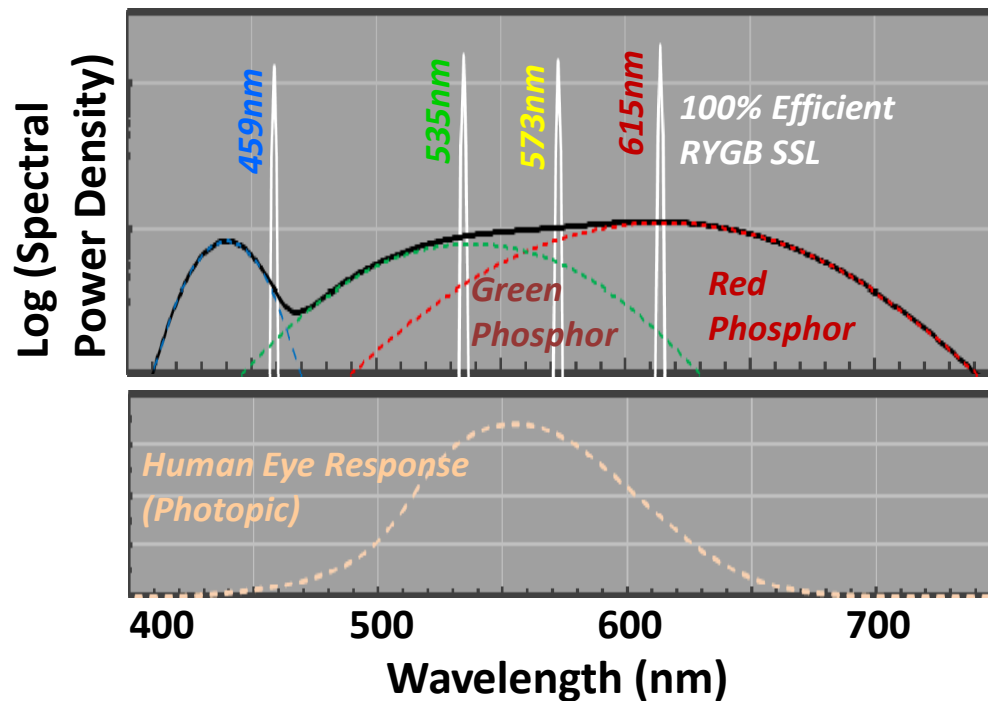 Log (Spectral
Power Density)
459nm
535nm
573nm
615nm
100% Efficient
RYGB SSL
Green
Phosphor
Red
Phosphor
Human Eye Response
(Photopic)
400
500
600
700
Wavelength (nm)